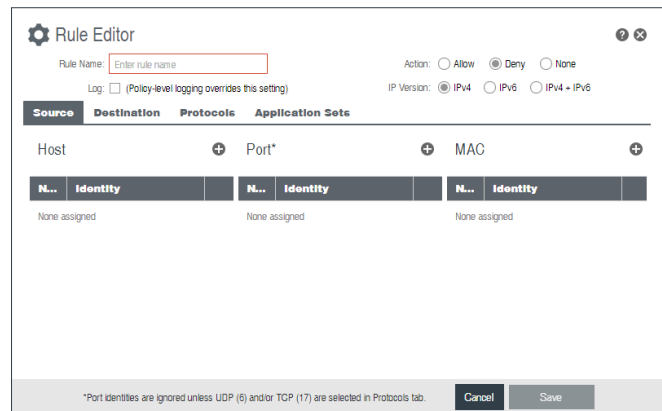 Rule Editor
Rule Name: Enter rule name
Action: Allow Deny None
Log: (Policy-level logging overrides this setting)
IP Version: IPv4 IPv6 IPv4 + IPv6
Source Destination Protocols Application Sets
Host Port* MAC
N... Identity N... Identity N... Identity
None assigned None assigned None assigned
*Port identities are ignored unless UDP (6) and/or TCP (17) are selected in Protocols tab.
Cancel Save